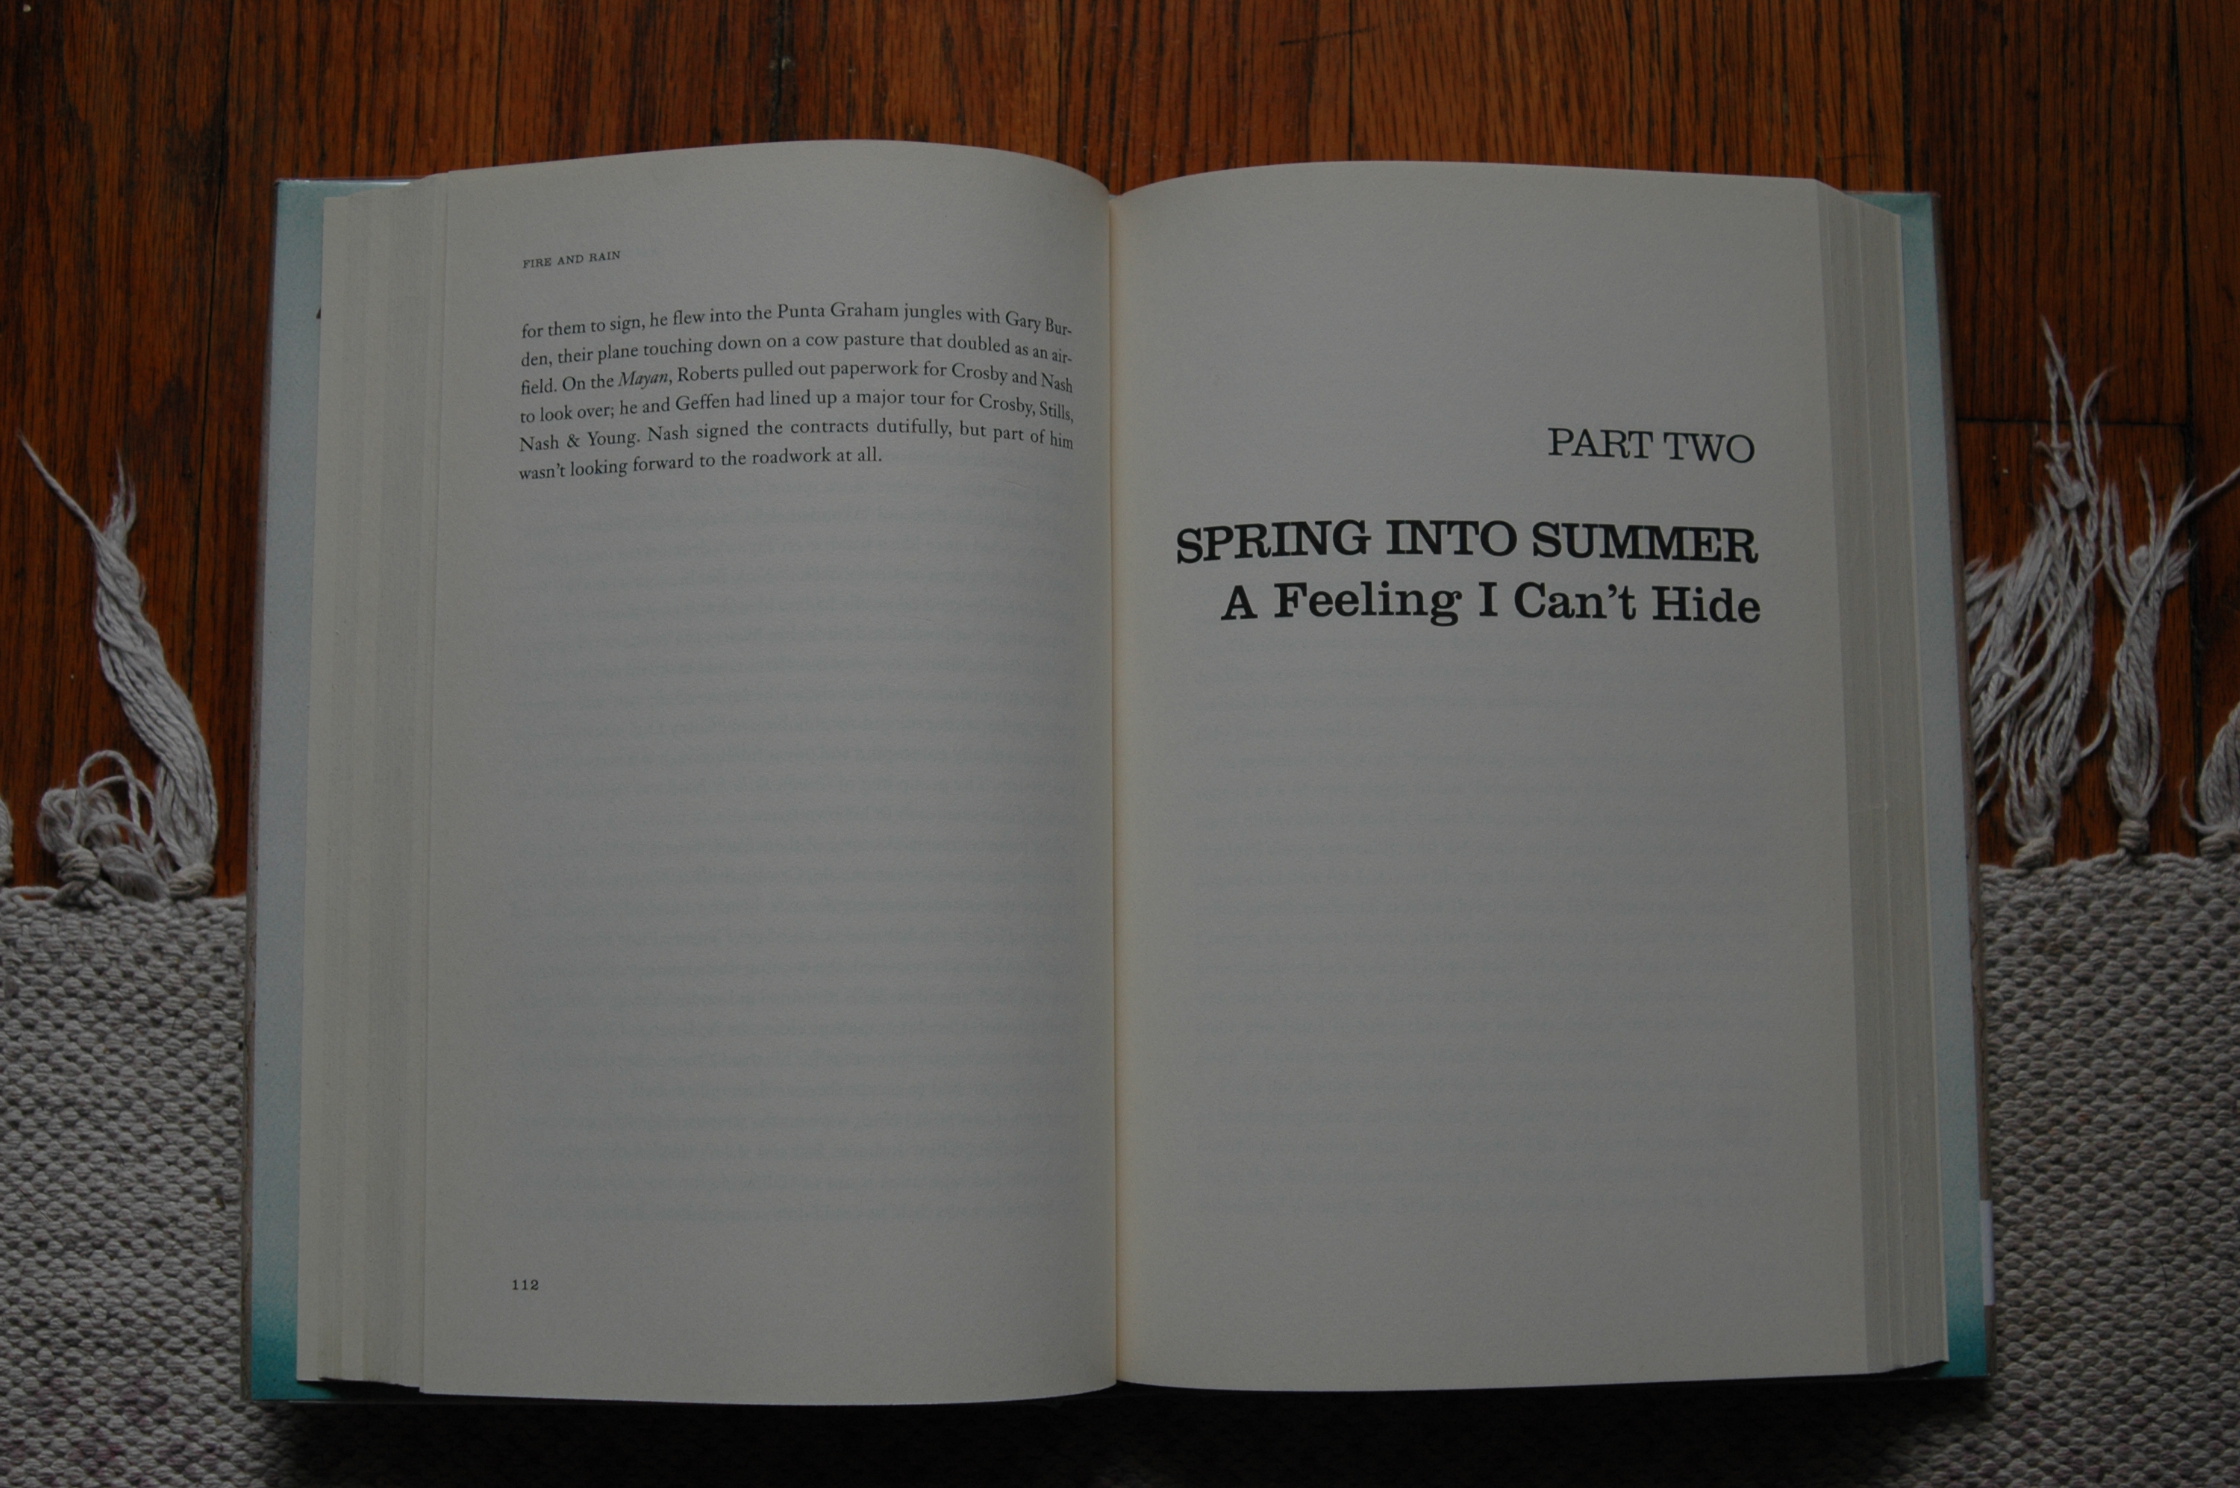 FIRE AND RAIN
for them to sign, he flew into the Punta Graham jungles with Gary Bur-
den, their plane touching down on a cow pasture that doubled as an air-
field. On the Mayan, Roberts pulled out paperwork for Crosby and Nash
to look over; he and Geffen had lined up a major tour for Crosby, Stills,
Nash & Young. Nash signed the contracts dutifully, but part of him
wasn't looking forward to the roadwork at all.
112
PART TWO
SPRING INTO SUMMER
A Feeling I Can't Hide